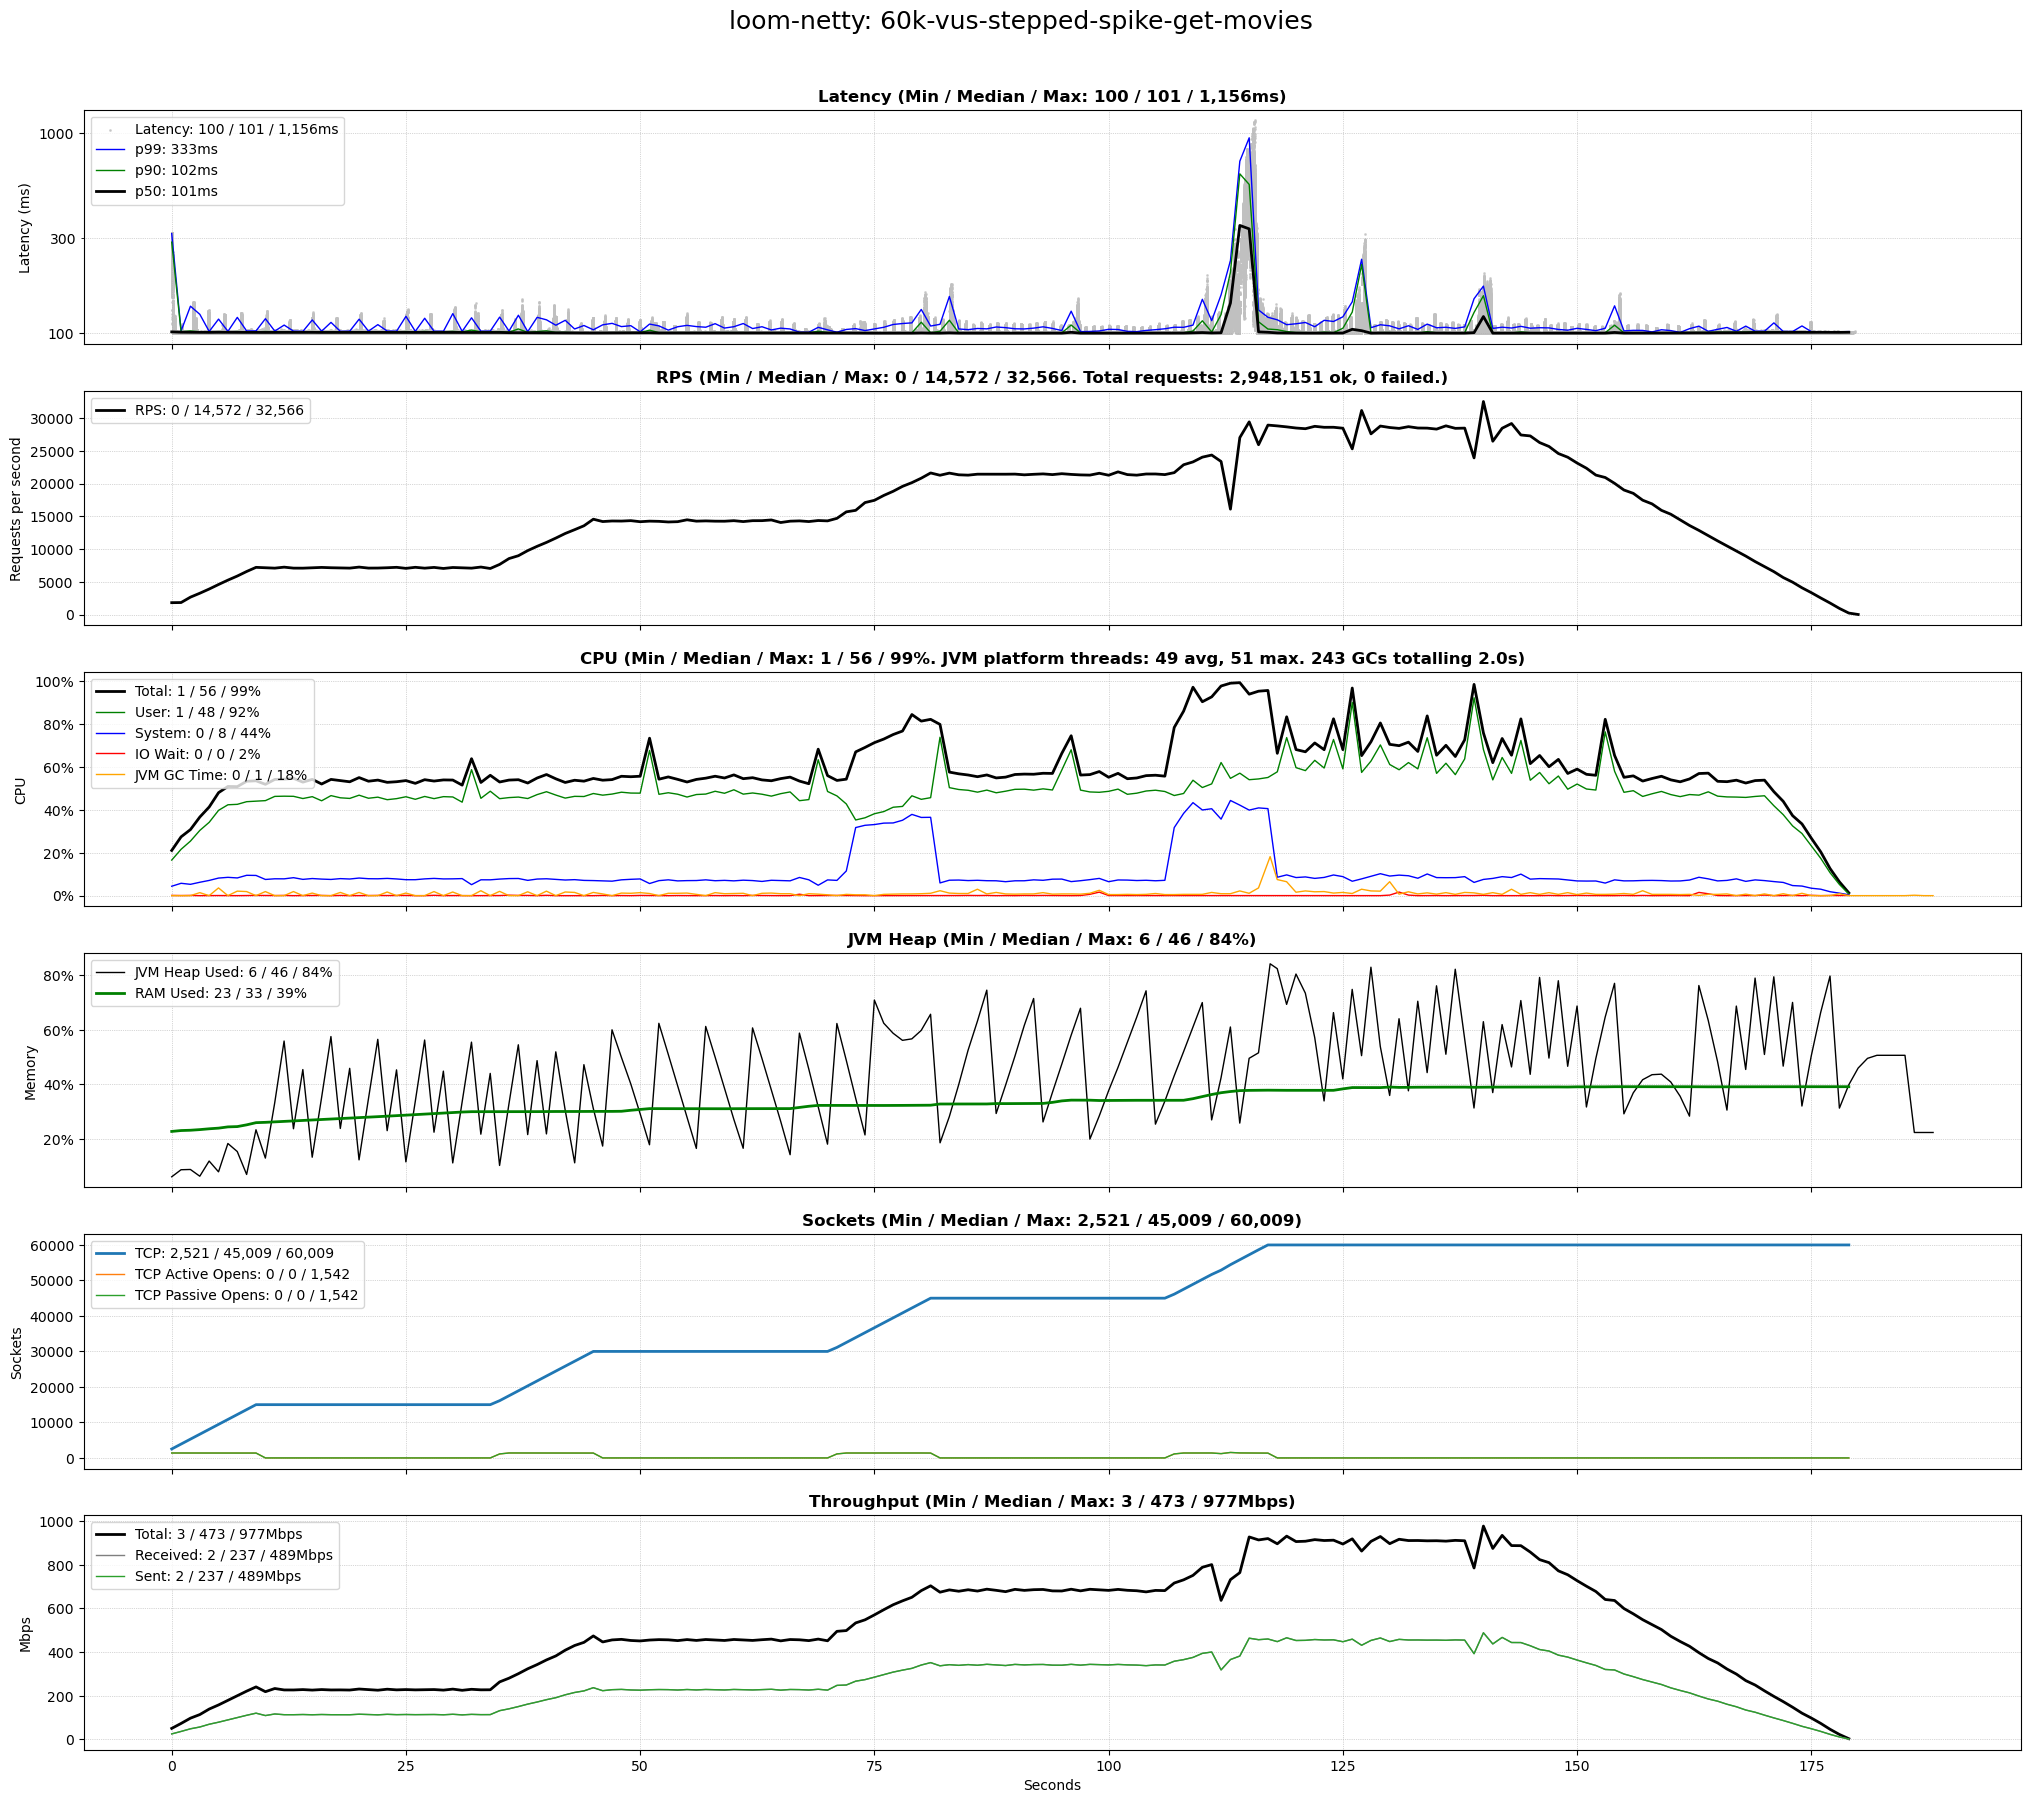 loom-netty: 60k-vus-stepped-spike-get-movies
Latency (Min / Median / Max: 100 / 101 / 1,156ms)
Latency (ms)
1000
300
100
Latency: 100 / 101 / 1,156ms
p99: 333ms
p90: 102ms
p50: 101ms
RPS (Min / Median / Max: 0 / 14,572 / 32,566. Total requests: 2,948,151 ok, 0 failed.)
Requests per second
30000
25000
20000
15000
10000
5000
0
RPS: 0 / 14,572 / 32,566
CPU (Min / Median / Max: 1 / 56 / 99%. JVM platform threads: 49 avg, 51 max. 243 GCs totalling 2.0s)
CPU
100%
80%
60%
40%
20%
0%
Total: 1 / 56 / 99%
User: 1 / 48 / 92%
System: 0 / 8 / 44%
IO Wait: 0 / 0 / 2%
JVM GC Time: 0 / 1 / 18%
JVM Heap (Min / Median / Max: 6 / 46 / 84%)
Memory
80%
60%
40%
20%
JVM Heap Used: 6 / 46 / 84%
RAM Used: 23 / 33 / 39%
Sockets (Min / Median / Max: 2,521 / 45,009 / 60,009)
Sockets
60000
50000
40000
30000
20000
10000
0
TCP: 2,521 / 45,009 / 60,009
TCP Active Opens: 0 / 0 / 1,542
TCP Passive Opens: 0 / 0 / 1,542
Throughput (Min / Median / Max: 3 / 473 / 977Mbps)
Mbps
1000
800
600
400
200
0
Total: 3 / 473 / 977Mbps
Received: 2 / 237 / 489Mbps
Sent: 2 / 237 / 489Mbps
0 25 50 75 100 125 150 175
Seconds